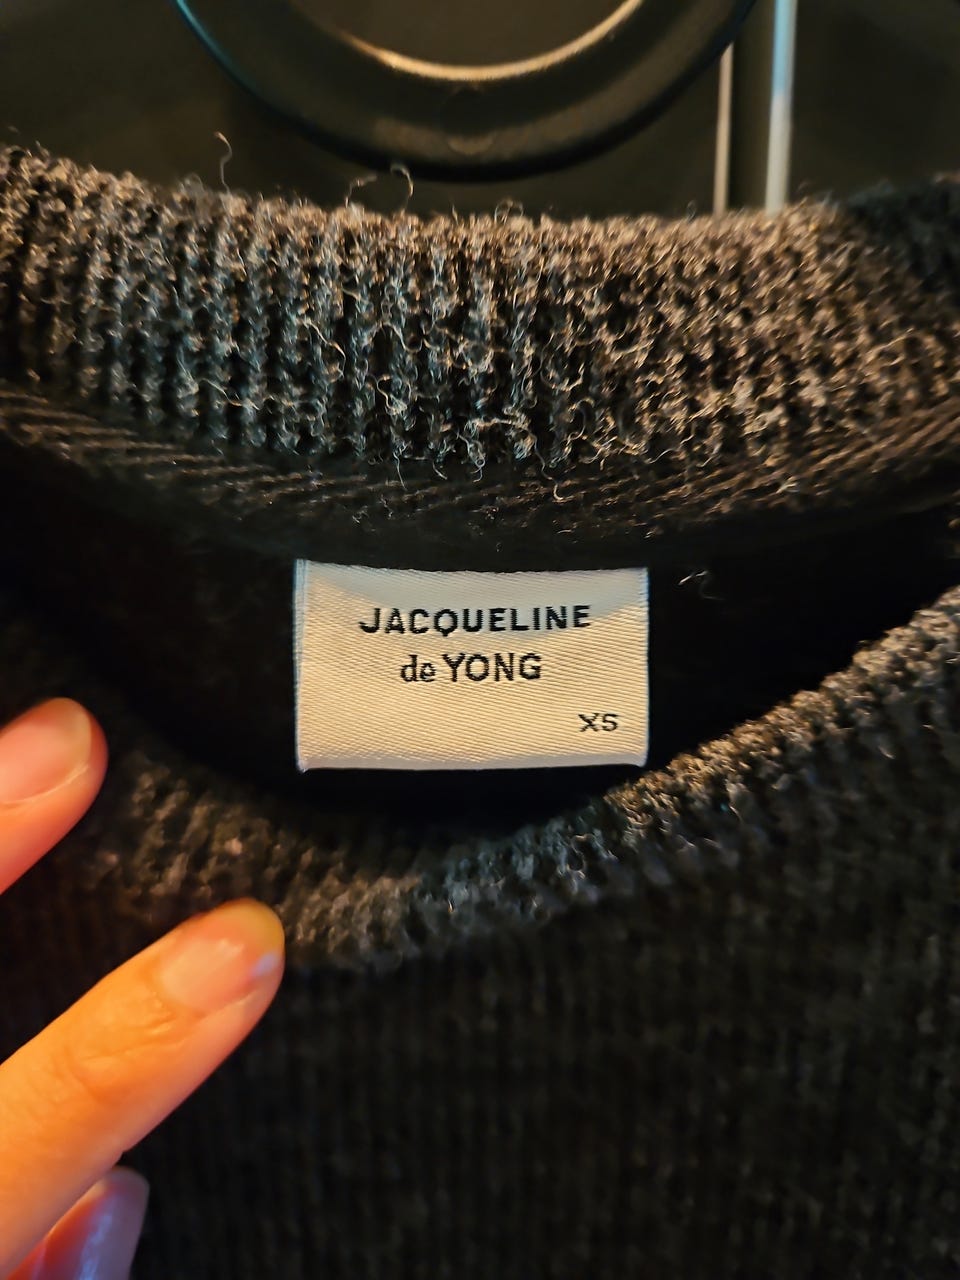 JACQUELINE
de YONG
XS